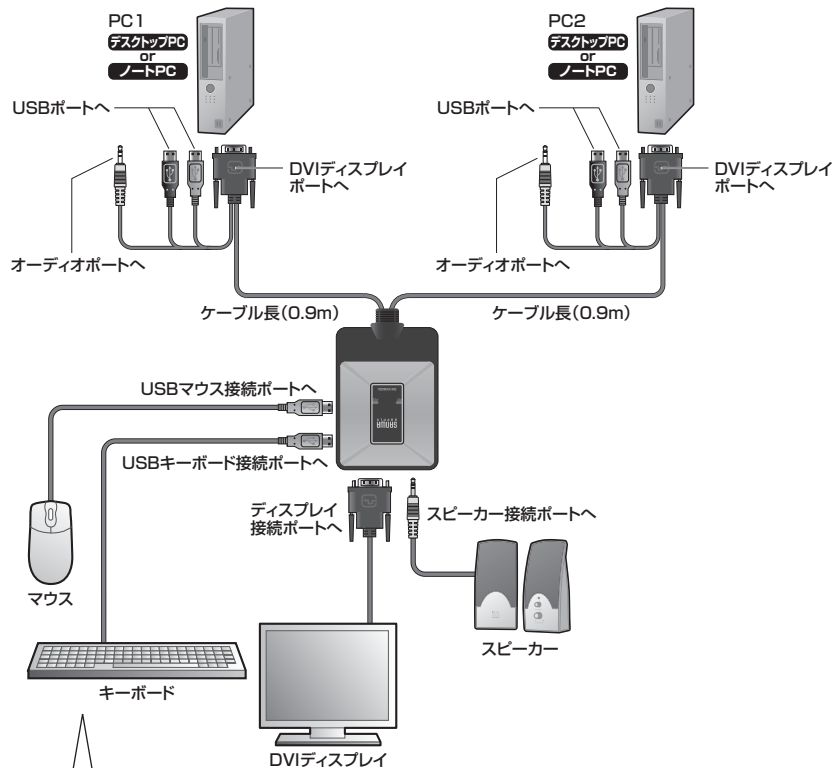 PC1
デスクトップPC
or
ノートPC
PC2
デスクトップPC
or
ノートPC
USBポートへ
USBポートへ
DVIディスプレイ
ポートへ
DVIディスプレイ
ポートへ
オーディオポートへ
オーディオポートへ
ケーブル長(0.9m)
ケーブル長(0.9m)
USBマウス接続ポートへ
SANWA
SUPPLY
USBキーボード接続ポートへ
ディスプレイ
接続ポートへ
スピーカー接続ポートへ
マウス
スピーカー
キーボード
DVIディスプレイ